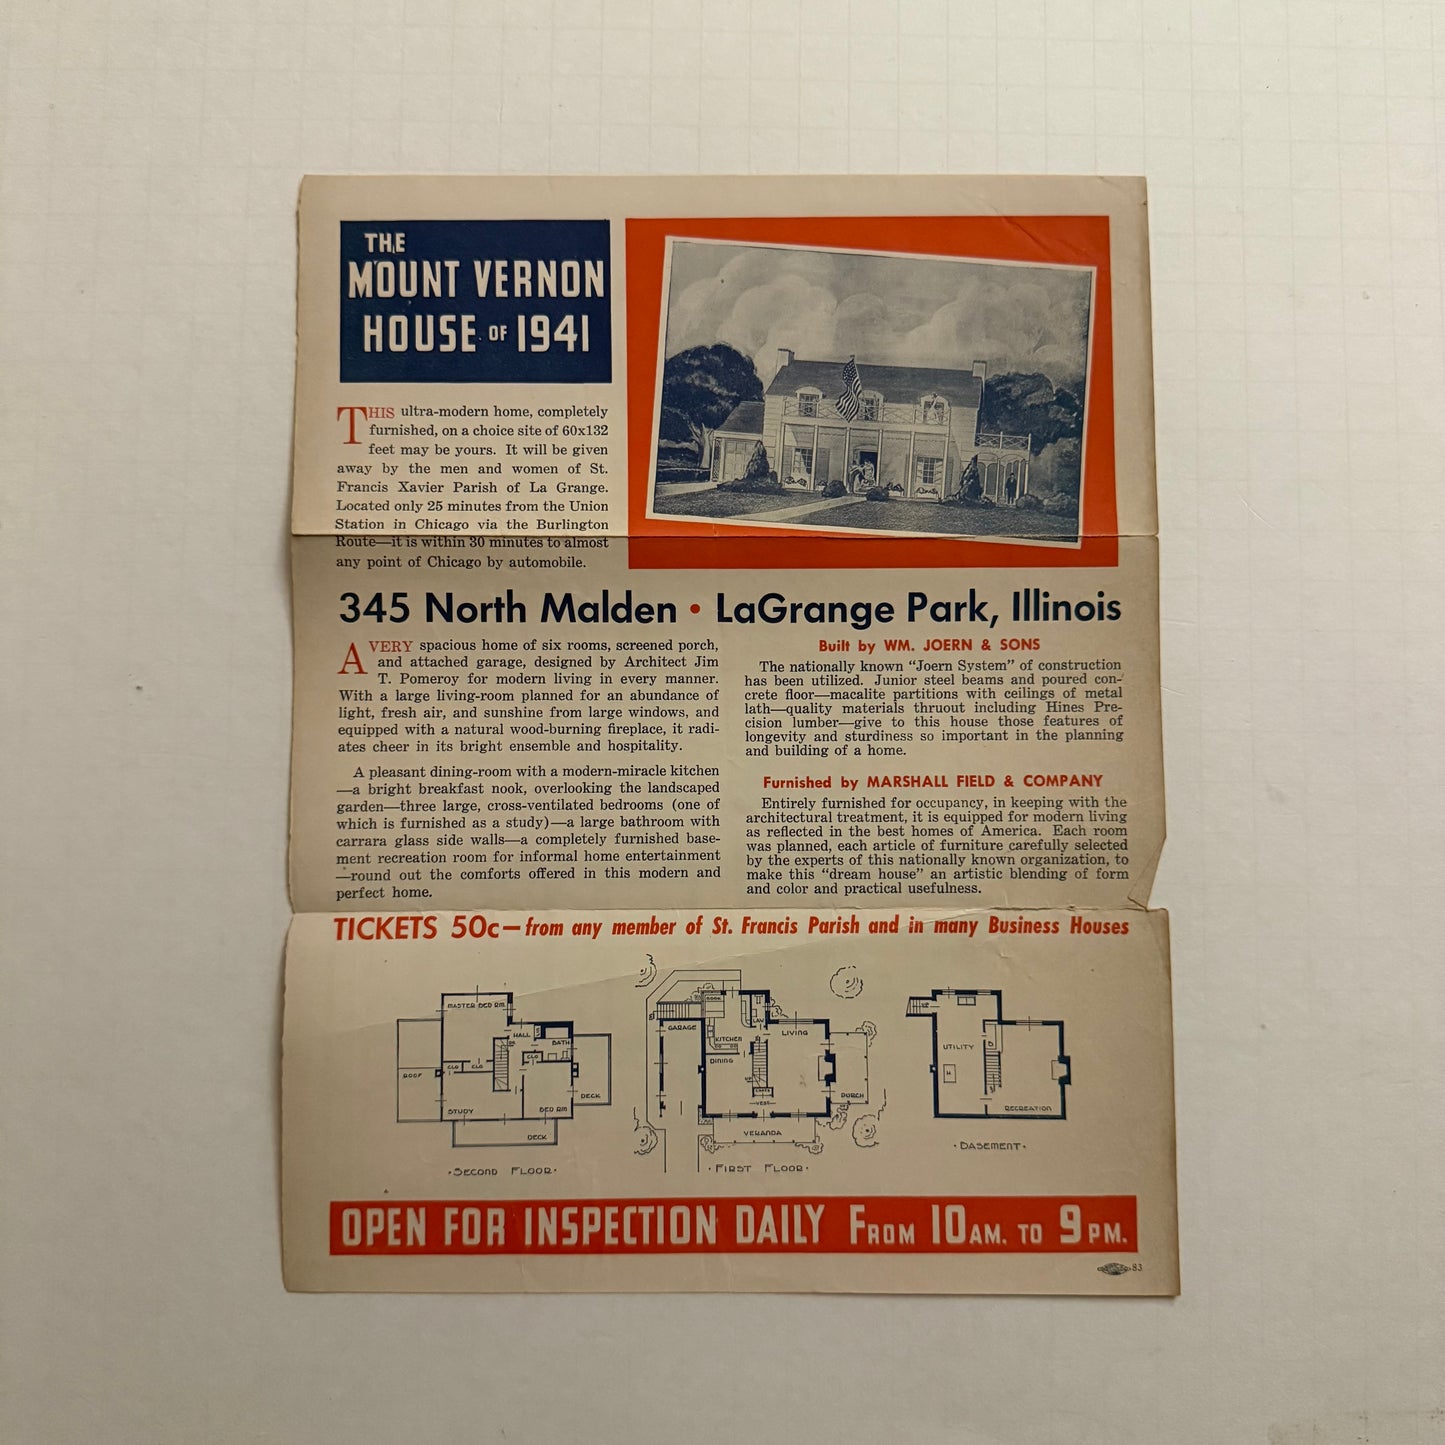 THE
MOUNT VERNON
HOUSE OF 1941
THIS ultra-modern home, completely
furnished, on a choice site of 60x132
feet may be yours. It will be given
away by the men and women of St.
Francis Xavier Parish of La Grange.
Located only 25 minutes from the Union
Station in Chicago via the Burlington
Route—it is within 30 minutes to almost
any point of Chicago by automobile.
345 North Malden • LaGrange Park, Illinois
A VERY spacious home of six rooms, screened porch,
and attached garage, designed by Architect Jim
T. Pomeroy for modern living in every manner.
With a large living-room planned for an abundance of
light, fresh air, and sunshine from large windows, and
equipped with a natural wood-burning fireplace, it radi-
ates cheer in its bright ensemble and hospitality.
A pleasant dining-room with a modern-miracle kitchen
—a bright breakfast nook, overlooking the landscaped
garden—three large, cross-ventilated bedrooms (one of
which is furnished as a study)—a large bathroom with
carrara glass side walls—a completely furnished base-
ment recreation room for informal home entertainment
—round out the comforts offered in this modern and
perfect home.
Built by WM. JOERN & SONS
The nationally known "Joern System" of construction
has been utilized. Junior steel beams and poured con-
crete floor—macalite partitions with ceilings of metal
lath—quality materials thruout including Hines Pre-
cision lumber—give to this house those features of
longevity and sturdiness so important in the planning
and building of a home.
Furnished by MARSHALL FIELD & COMPANY
Entirely furnished for occupancy, in keeping with the
architectural treatment, it is equipped for modern living
as reflected in the best homes of America. Each room
was planned, each article of furniture carefully selected
by the experts of this nationally known organization, to
make this "dream house" an artistic blending of form
and color and practical usefulness.
TICKETS 50c—from any member of St. Francis Parish and in many Business Houses
MASTER BED RM.
HALL
BATH
CLO
CLO
CLO
ROOF
DN
STUDY
BED RM
DECK
DECK
·SECOND FLOOR·
NOOK
LAV
GARAGE
LIVING
KITCHEN
DINING
UP
VEST
PORCH
VERANDA
·FIRST FLOOR·
UP
UTILITY
H
RECREATION
·BASEMENT·
OPEN FOR INSPECTION DAILY FROM 10 AM. TO 9 PM.
83